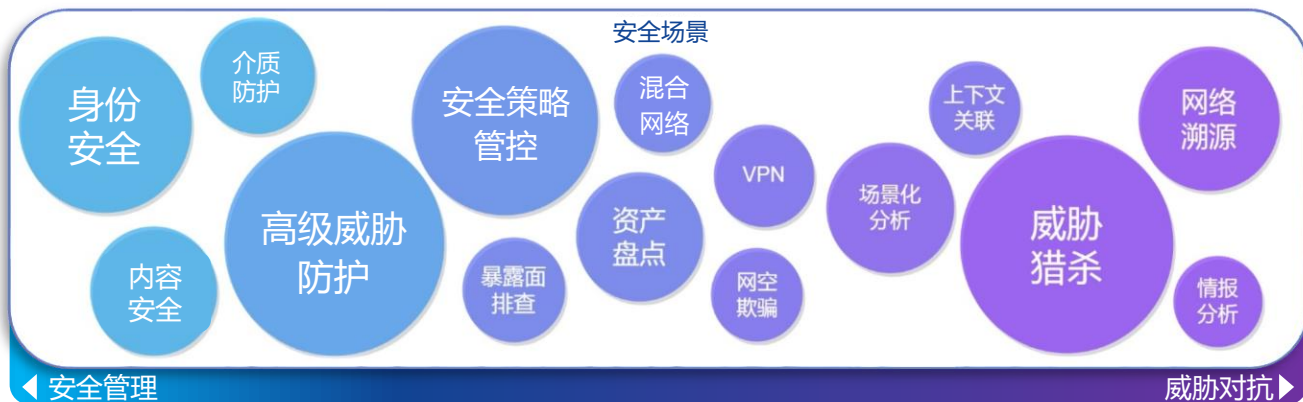 安全场景
身份
安全
介质
防护
内容
安全
高级威胁
防护
安全策略
管控
暴露面
排查
混合
网络
资产
盘点
VPN
网空
欺骗
场景化
分析
上下文
关联
威胁
猎杀
网络
溯源
情报
分析
安全管理
威胁对抗